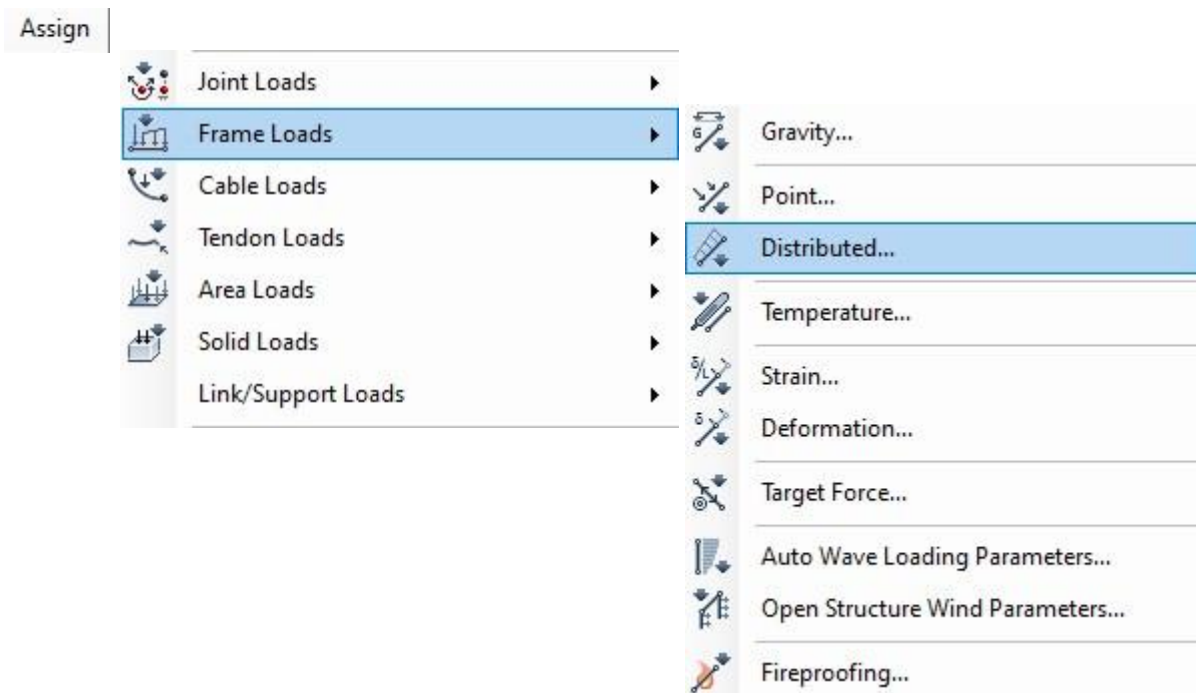 Assign
Joint Loads
Frame Loads
Cable Loads
Tendon Loads
Area Loads
Solid Loads
Link/Support Loads
Gravity...
Point...
Distributed...
Temperature...
Strain...
Deformation...
Target Force...
Auto Wave Loading Parameters...
Open Structure Wind Parameters...
Fireproofing...